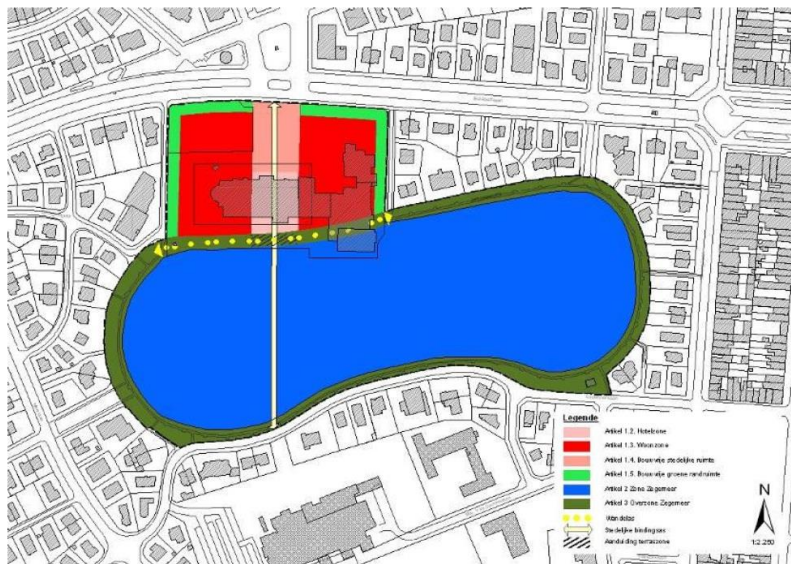 Legende
Artikel 1.2. Hotelzone
Artikel 1.3. Woonzone
Artikel 1.4. Bouwvrije stedelijke ruimte
Artikel 1.5. Bouwvrije groene randruimte
Artikel 2 Zone Zegemeer
Artikel 3 Oeverzone Zegemeer
Wandelas
Stedelijke bindingsas
Aanduiding terraszone
N
1:2.250